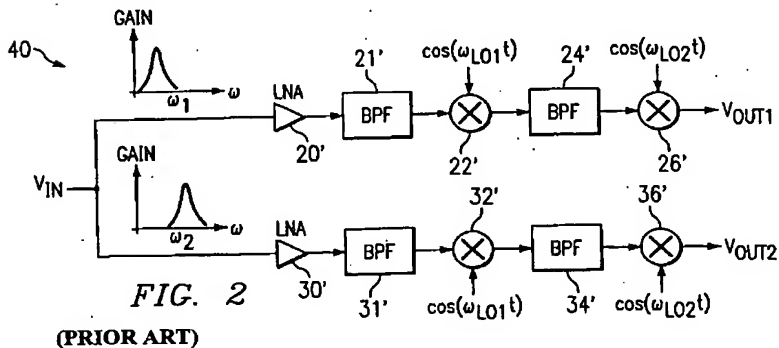 40
GAIN
ω1
ω
LNA
20'
21'
BPF
cos(ωLO1t)
22'
24'
BPF
cos(ωLO2t)
26'
VOUT1
VIN
GAIN
ω2
ω
LNA
30'
BPF
31'
32'
cos(ωLO1t)
BPF
34'
36'
cos(ωLO2t)
VOUT2
FIG. 2
(PRIOR ART)